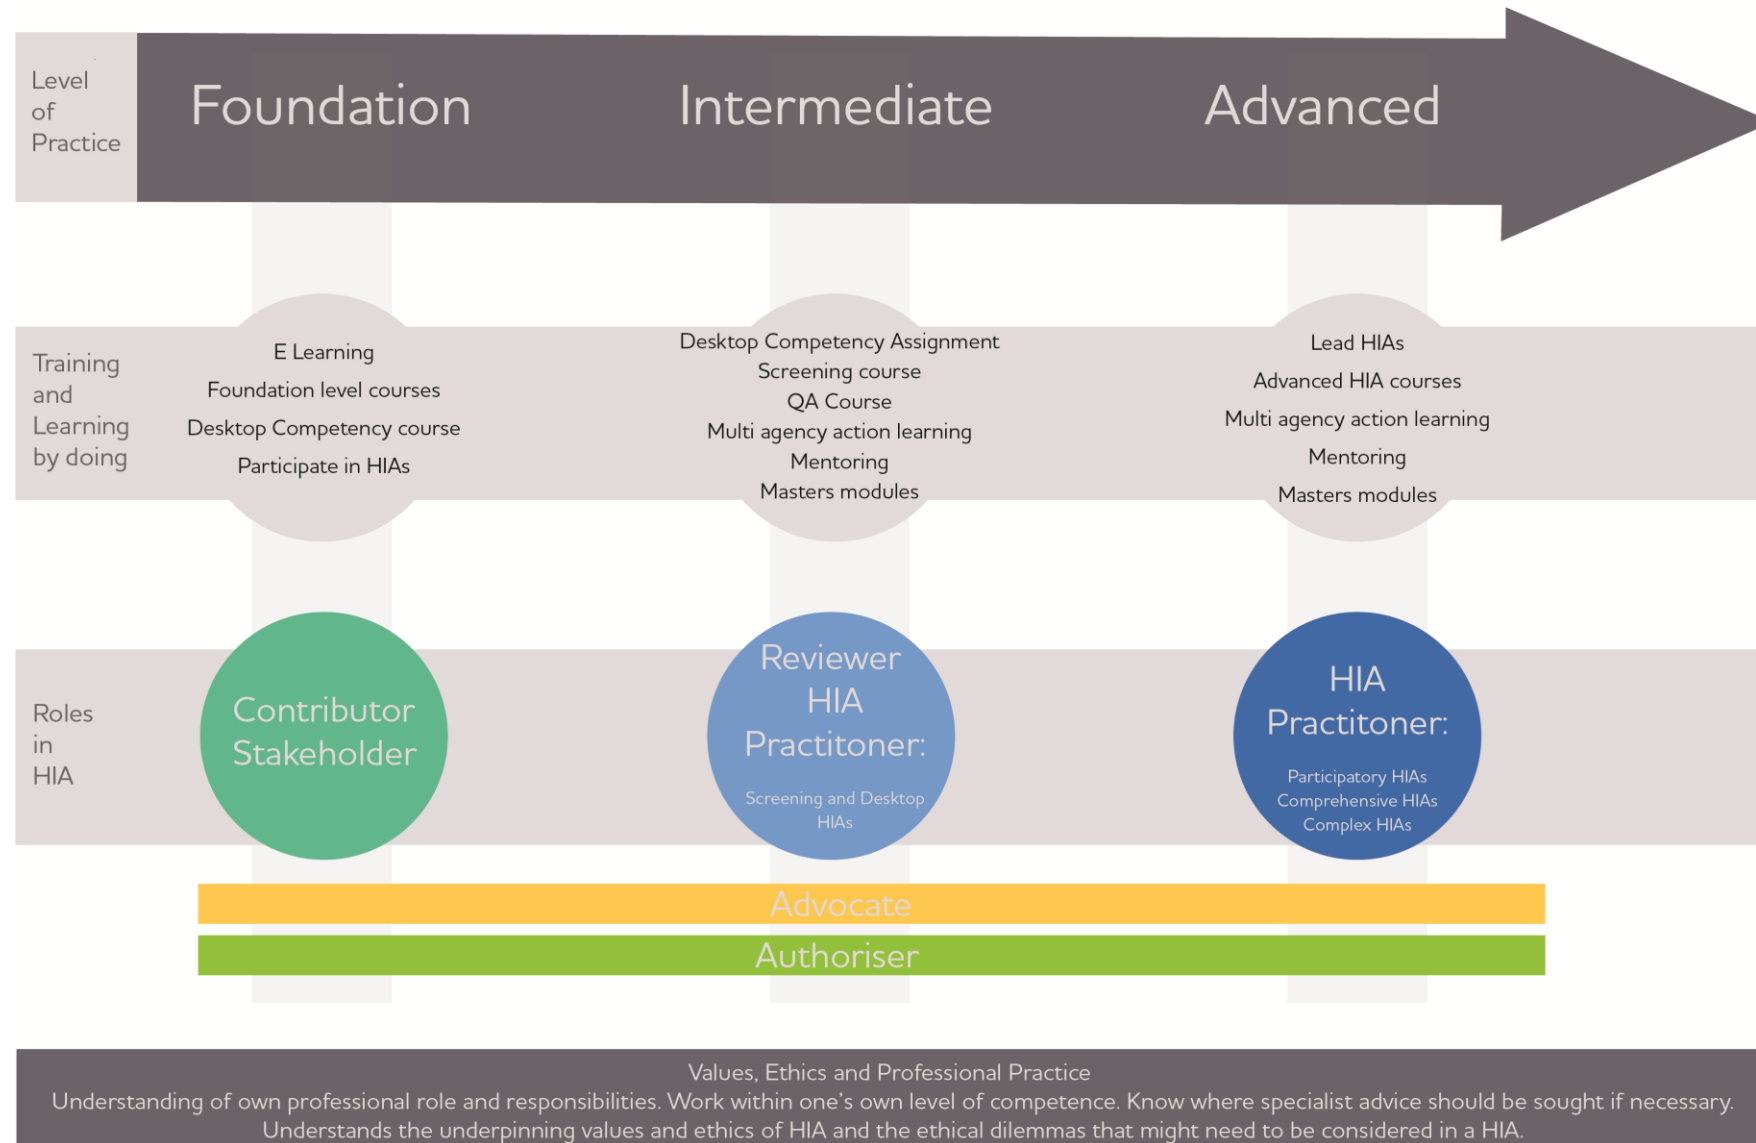 Level
of
Practice
Foundation
Intermediate
Advanced
Training
and
Learning
by doing
E Learning
Foundation level courses
Desktop Competency course
Participate in HIAs
Desktop Competency Assignment
Screening course
QA Course
Multi agency action learning
Mentoring
Masters modules
Lead HIAs
Advanced HIA courses
Multi agency action learning
Mentoring
Masters modules
Roles
in
HIA
Contributor
Stakeholder
Reviewer
HIA
Practitoner:
Screening and Desktop
HIAs
HIA
Practitoner:
Participatory HIAs
Comprehensive HIAs
Complex HIAs
Advocate
Authoriser
Values, Ethics and Professional Practice
Understanding of own professional role and responsibilities. Work within one’s own level of competence. Know where specialist advice should be sought if necessary.
Understands the underpinning values and ethics of HIA and the ethical dilemmas that might need to be considered in a HIA.